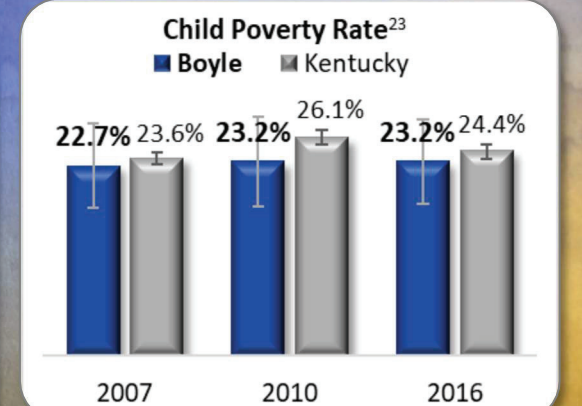 Child Poverty Rate23
Boyle Kentucky
22.7% 23.6% 23.2% 26.1% 23.2% 24.4%
2007 2010 2016